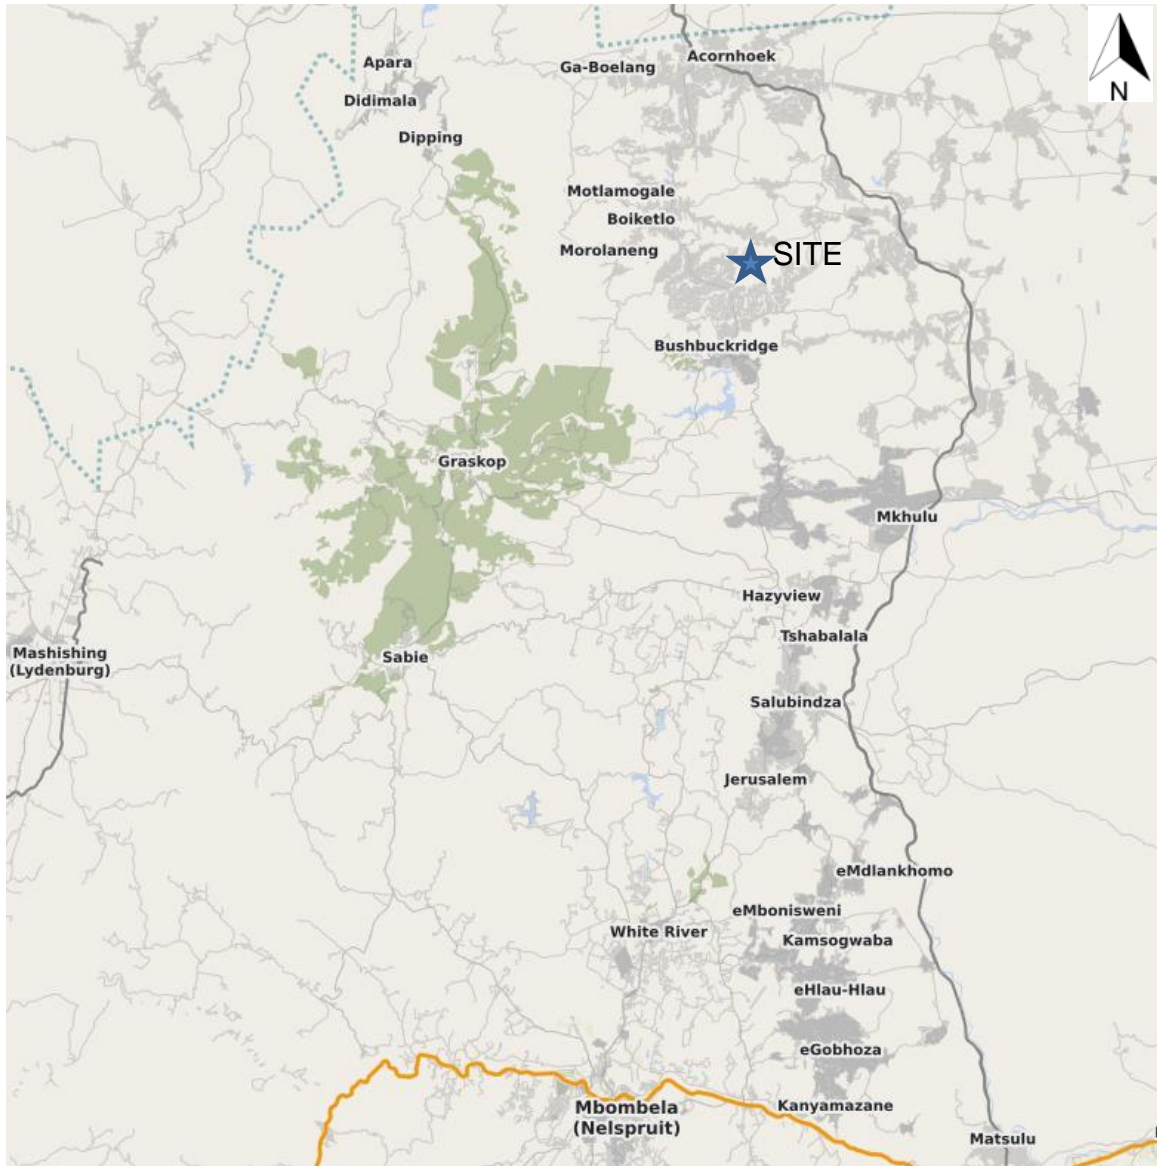 Acornhoek
Apara
Ga-Boelang
Didimala
N
Dipping
Motlamogale
Boiketlo
Morolaneng
SITE
Bushbuckridge
Graskop
Mkhulu
Hazyview
Tshabalala
Mashishing
(Lydenburg)
Sabie
Salubindza
Jerusalem
eMdlankhomo
eMbonisweni
White River
Kamsogwaba
eHlau-Hlau
eGobhoza
Kanyamazane
Mbombela
(Nelspruit)
Matsulu